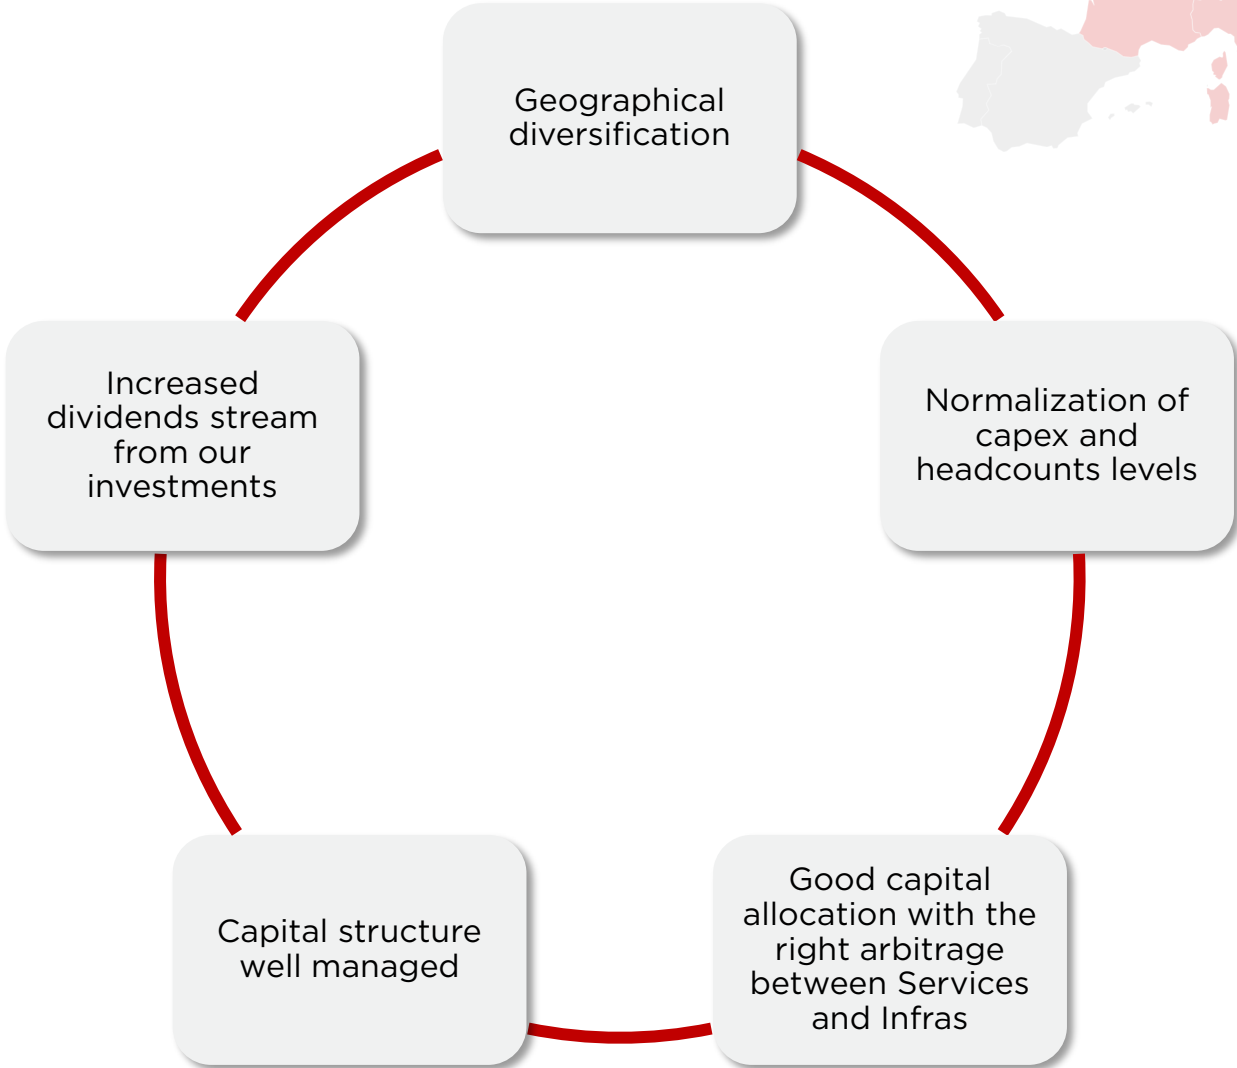 Geographical
diversification
Increased
dividends stream
from our
investments
Normalization of
capex and
headcounts levels
Capital structure
well managed
Good capital
allocation with the
right arbitrage
between Services
and Infras